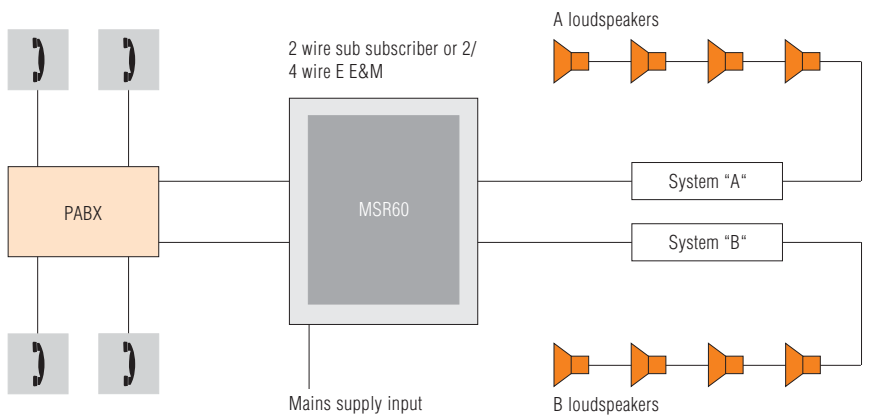 A loudspeakers
2 wire sub subscriber or 2/
4 wire E E&M
PABX
MSR60
System “A“
System “B“
Mains supply input
B loudspeakers